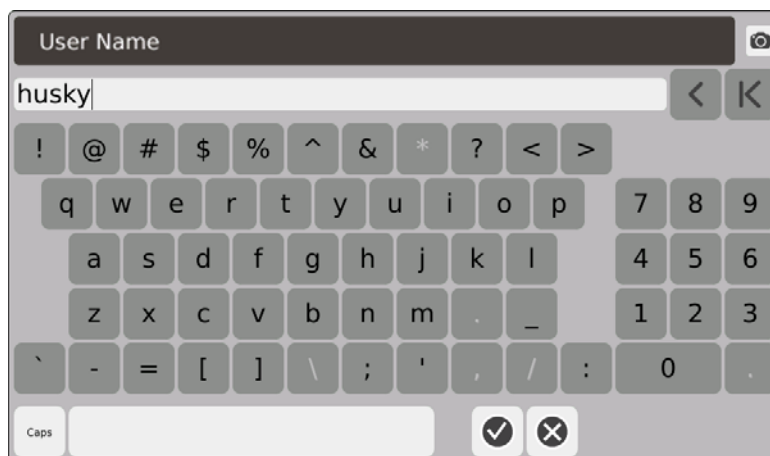 User Name
husky
! @ # $ % ^ & * ? < >
q w e r t y u i o p 7 8 9
a s d f g h j k l 4 5 6
z x c v b n m . _ 1 2 3
` - = [ ] \ ; ' , / : 0 .
Caps